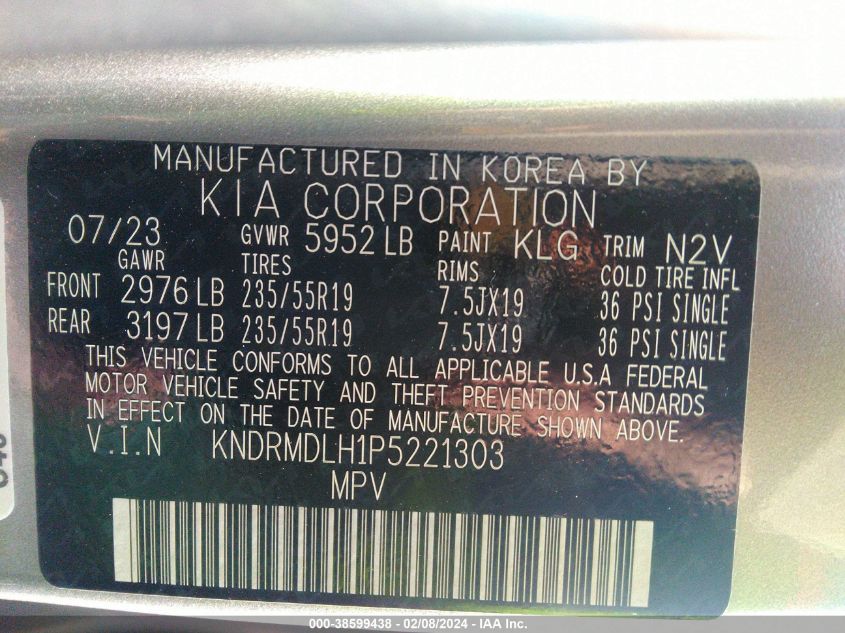 MANUFACTURED IN KOREA BY
KIA CORPORATION
07/23 GVWR 5952 LB PAINT KLG TRIM N2V
GAWR TIRES RIMS COLD TIRE INFL
FRONT 2976 LB 235/55R19 7.5JX19 36 PSI SINGLE
REAR 3197 LB 235/55R19 7.5JX19 36 PSI SINGLE
THIS VEHICLE CONFORMS TO ALL APPLICABLE U.S.A FEDERAL
MOTOR VEHICLE SAFETY AND THEFT PREVENTION STANDARDS
IN EFFECT ON THE DATE OF MANUFACTURE SHOWN ABOVE.
V.I.N KNDRMDLH1P5221303
MPV
000-38599438 - 02/08/2024 - IAA Inc.